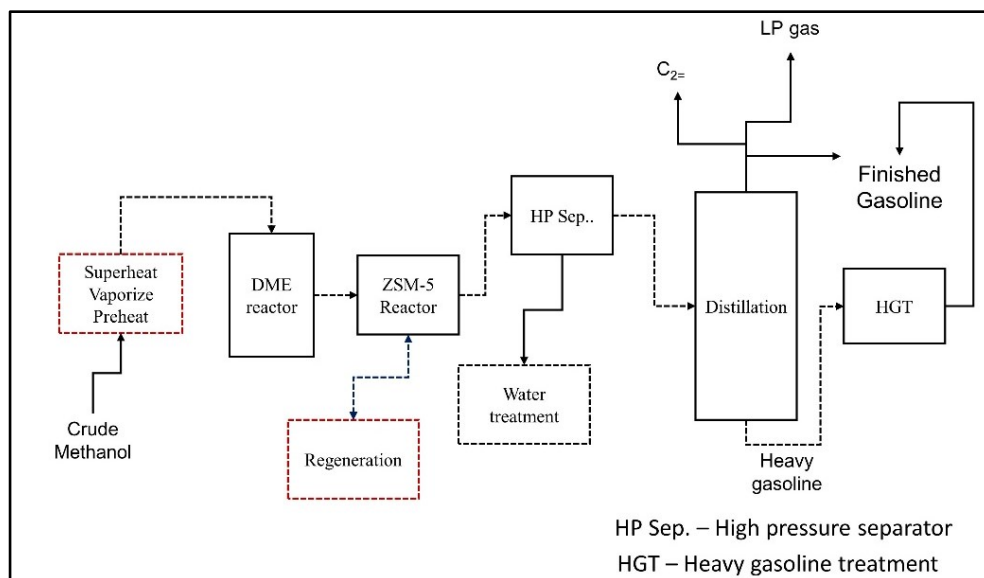 LP gas
C2=
Finished
Gasoline
HP Sep..
Superheat
Vaporize
Preheat
DME
reactor
ZSM-5
Reactor
Distillation
HGT
Water
treatment
Crude
Methanol
Regeneration
Heavy
gasoline
HP Sep. – High pressure separator
HGT – Heavy gasoline treatment